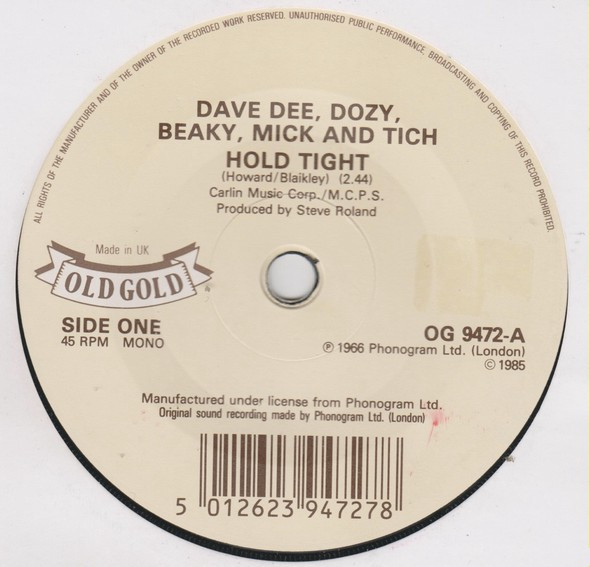 ALL RIGHTS OF THE MANUFACTURER AND OF THE OWNER OF THE RECORDED WORK RESERVED. UNAUTHORISED PUBLIC PERFORMANCE, BROADCASTING AND COPYING OF THIS RECORD PROHIBITED.
DAVE DEE, DOZY,
BEAKY, MICK AND TICH
HOLD TIGHT
(Howard/Blaikley) (2.44)
Carlin Music Corp./M.C.P.S.
Produced by Steve Roland
Made in UK
OLD GOLD
SIDE ONE
45 RPM MONO
OG 9472-A
℗ 1966 Phonogram Ltd. (London)
© 1985
Manufactured under license from Phonogram Ltd.
Original sound recording made by Phonogram Ltd. (London)
5 012623 947278